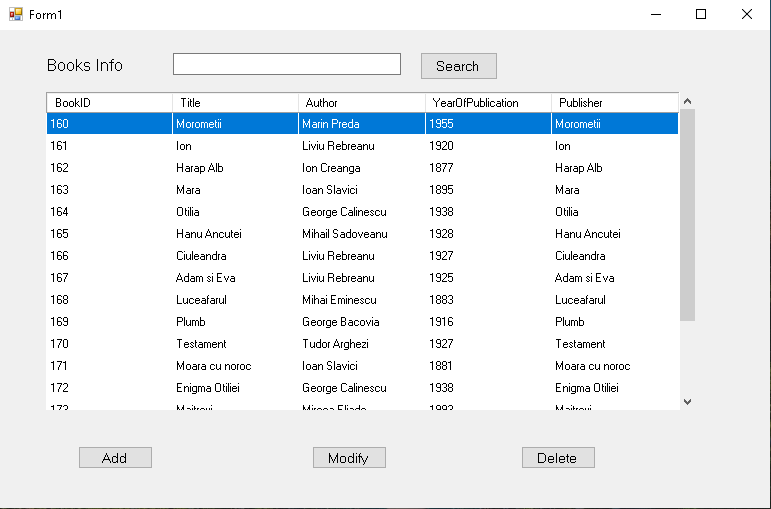 Form1
Books Info Search
BookID Title Author YearOfPublication Publisher
160 Morometii Marin Preda 1955 Morometii
161 Ion Liviu Rebreanu 1920 Ion
162 Harap Alb Ion Creanga 1877 Harap Alb
163 Mara Ioan Slavici 1895 Mara
164 Otilia George Calinescu 1938 Otilia
165 Hanu Ancutei Mihail Sadoveanu 1928 Hanu Ancutei
166 Ciuleandra Liviu Rebreanu 1927 Ciuleandra
167 Adam si Eva Liviu Rebreanu 1925 Adam si Eva
168 Luceafarul Mihai Eminescu 1883 Luceafarul
169 Plumb George Bacovia 1916 Plumb
170 Testament Tudor Arghezi 1927 Testament
171 Moara cu noroc Ioan Slavici 1881 Moara cu noroc
172 Enigma Otiliei George Calinescu 1938 Enigma Otiliei
173 Mircea Eliade
Add Modify Delete